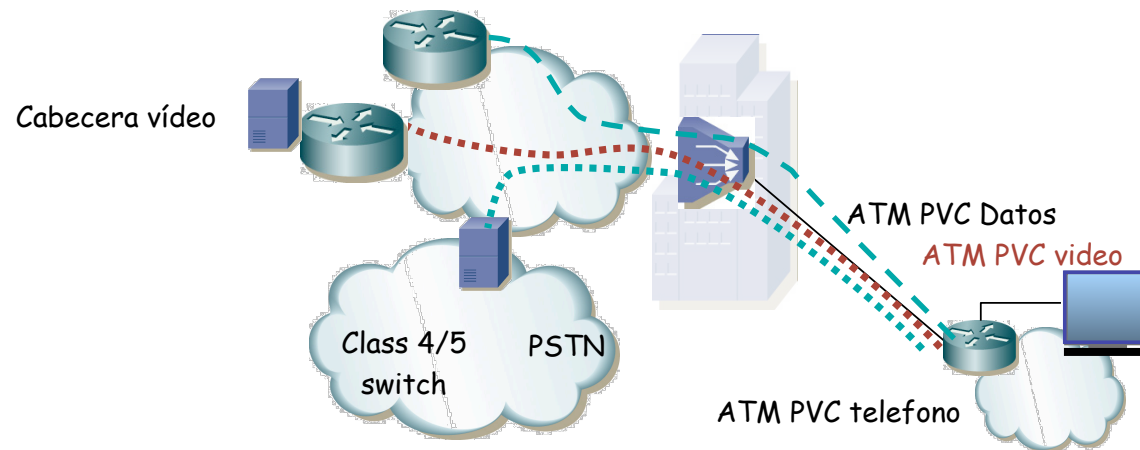 Cabecera vídeo
ATM PVC Datos
ATM PVC video
Class 4/5
switch
PSTN
ATM PVC telefono